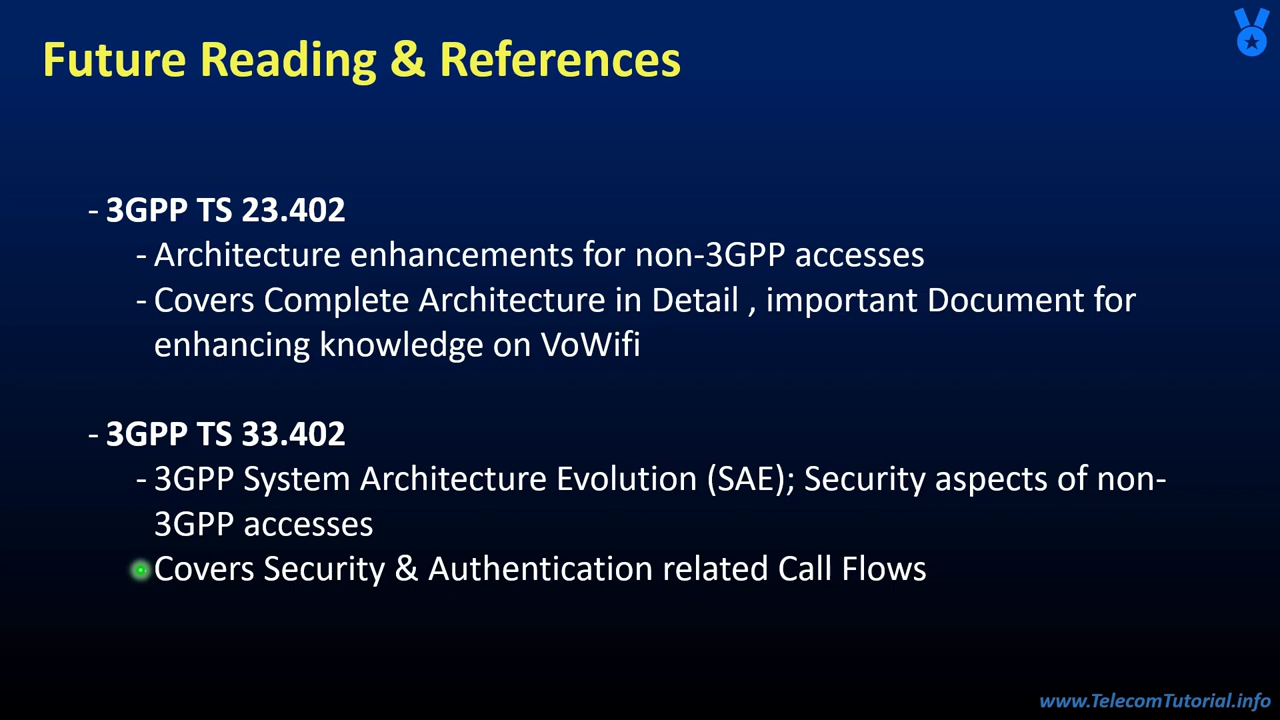 Future Reading & References
- 3GPP TS 23.402
- Architecture enhancements for non-3GPP accesses
- Covers Complete Architecture in Detail , important Document for
enhancing knowledge on VoWifi
- 3GPP TS 33.402
- 3GPP System Architecture Evolution (SAE); Security aspects of non-
3GPP accesses
Covers Security & Authentication related Call Flows
www.TelecomTutorial.info